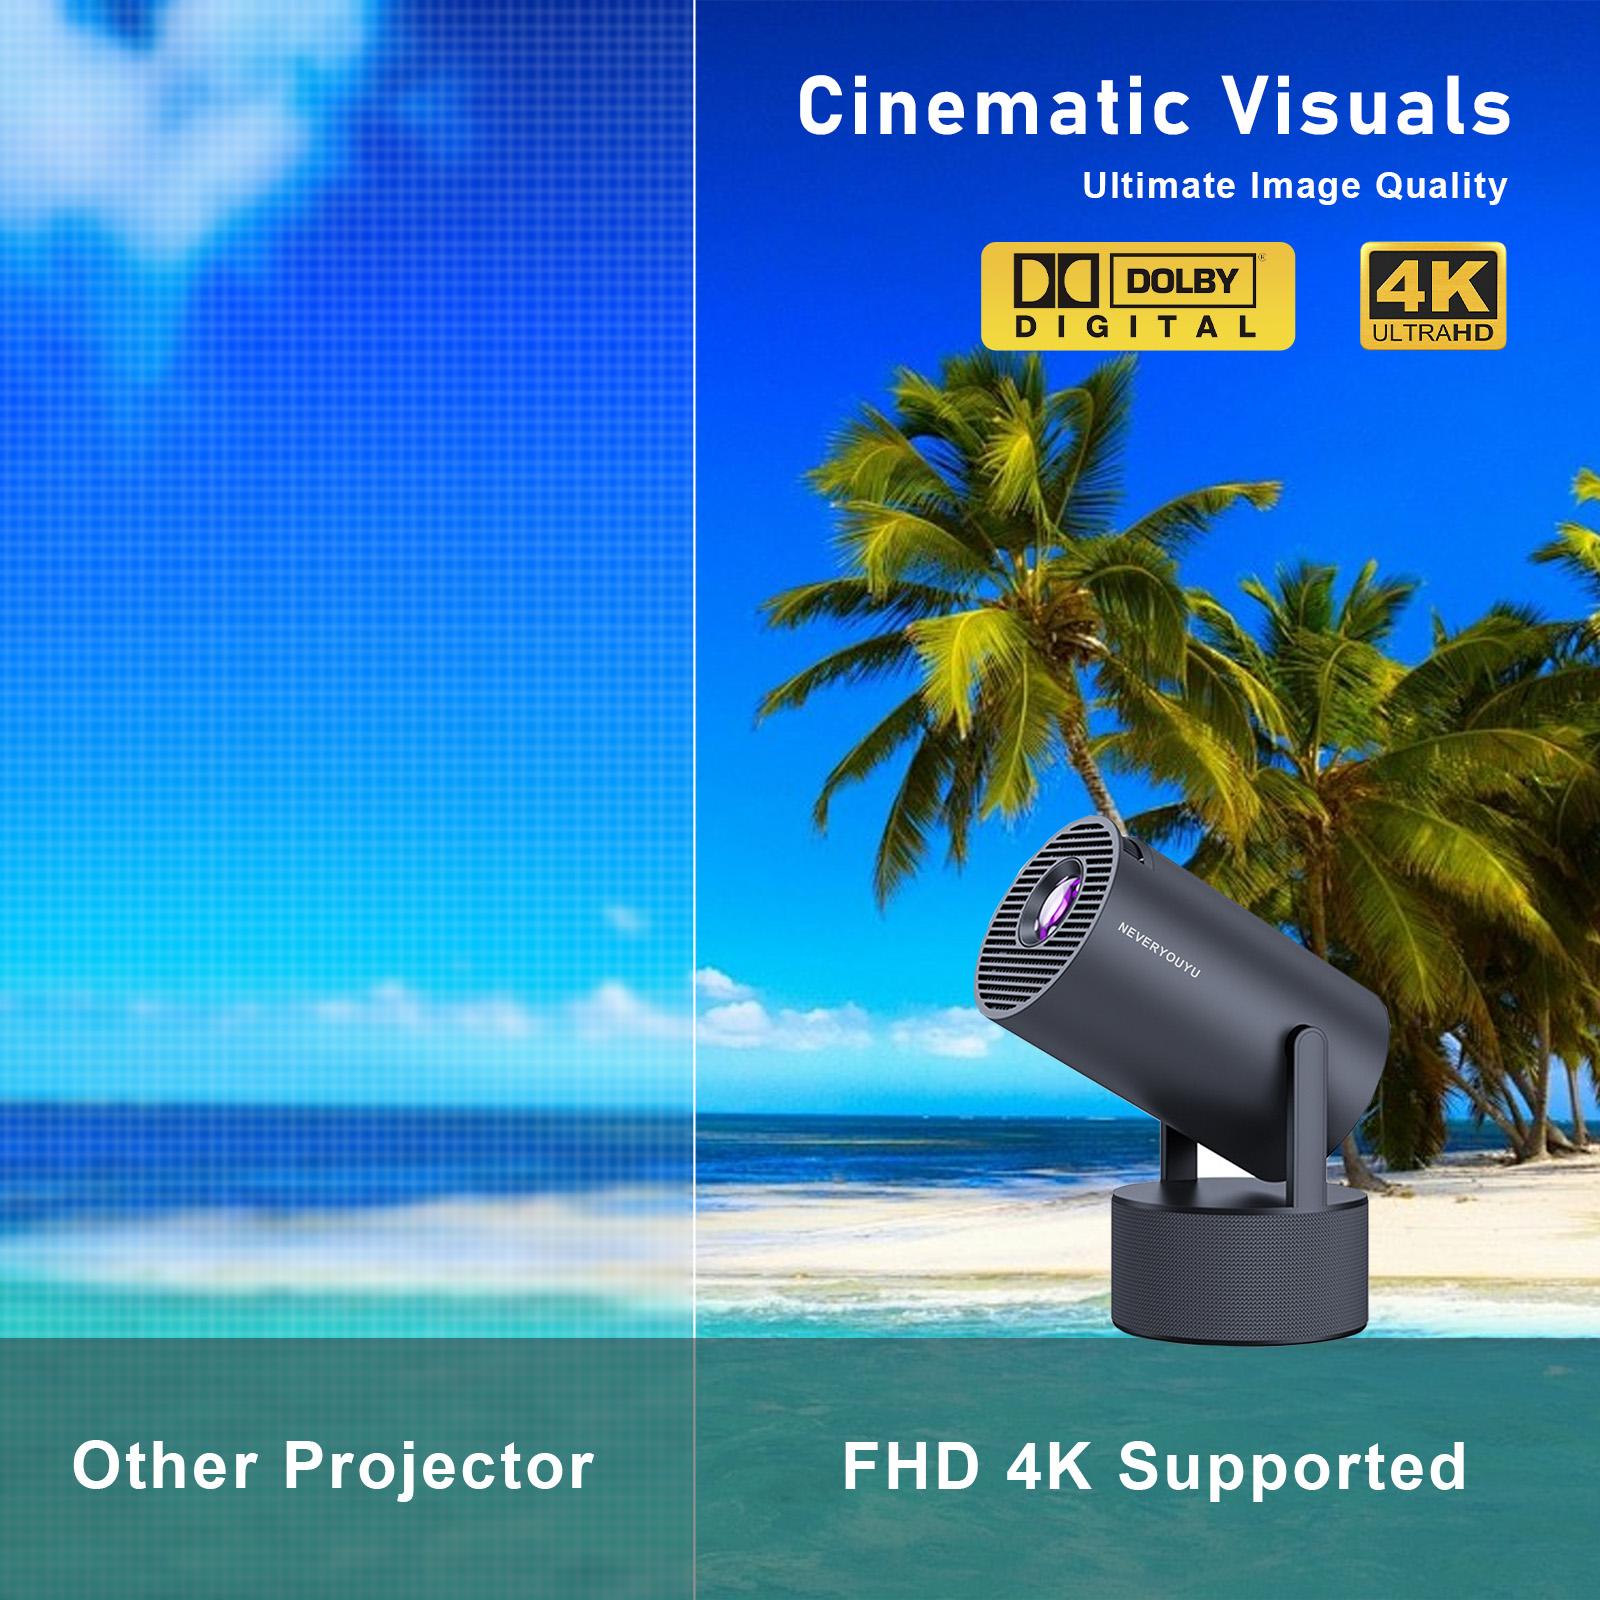 Cinematic Visuals
Ultimate Image Quality
DOLBY®
DIGITAL
4K
ULTRAHD
NEVERYOUYU
Other Projector
FHD 4K Supported